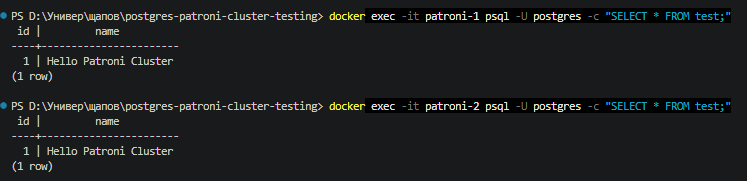 PS D:\Универ\щапов\postgres-patroni-cluster-testing> docker exec -it patroni-1 psql -U postgres -c "SELECT * FROM test;"
 id |         name
----+-----------------------
  1 | Hello Patroni Cluster
(1 row)
PS D:\Универ\щапов\postgres-patroni-cluster-testing> docker exec -it patroni-2 psql -U postgres -c "SELECT * FROM test;"
 id |         name
----+-----------------------
  1 | Hello Patroni Cluster
(1 row)